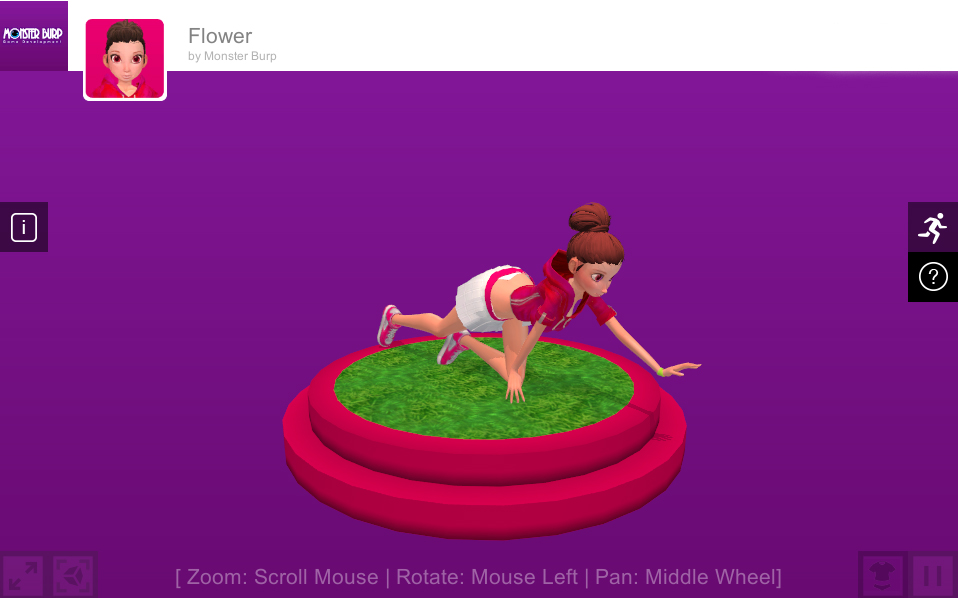 MONSTER BURP
Game Development
Flower
by Monster Burp
i
?
[ Zoom: Scroll Mouse | Rotate: Mouse Left | Pan: Middle Wheel]